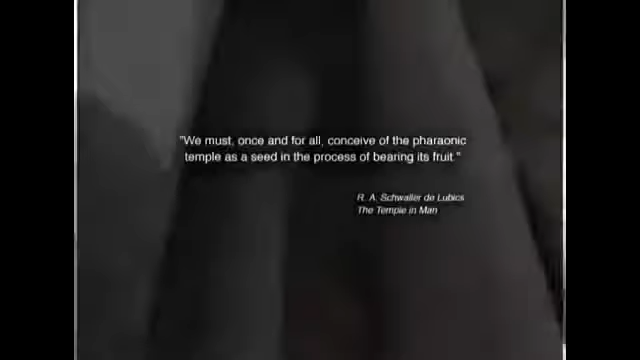 "We must, once and for all, conceive of the pharaonic
temple as a seed in the process of bearing its fruit."
R. A. Schwaller de Lubics
The Temple in Man